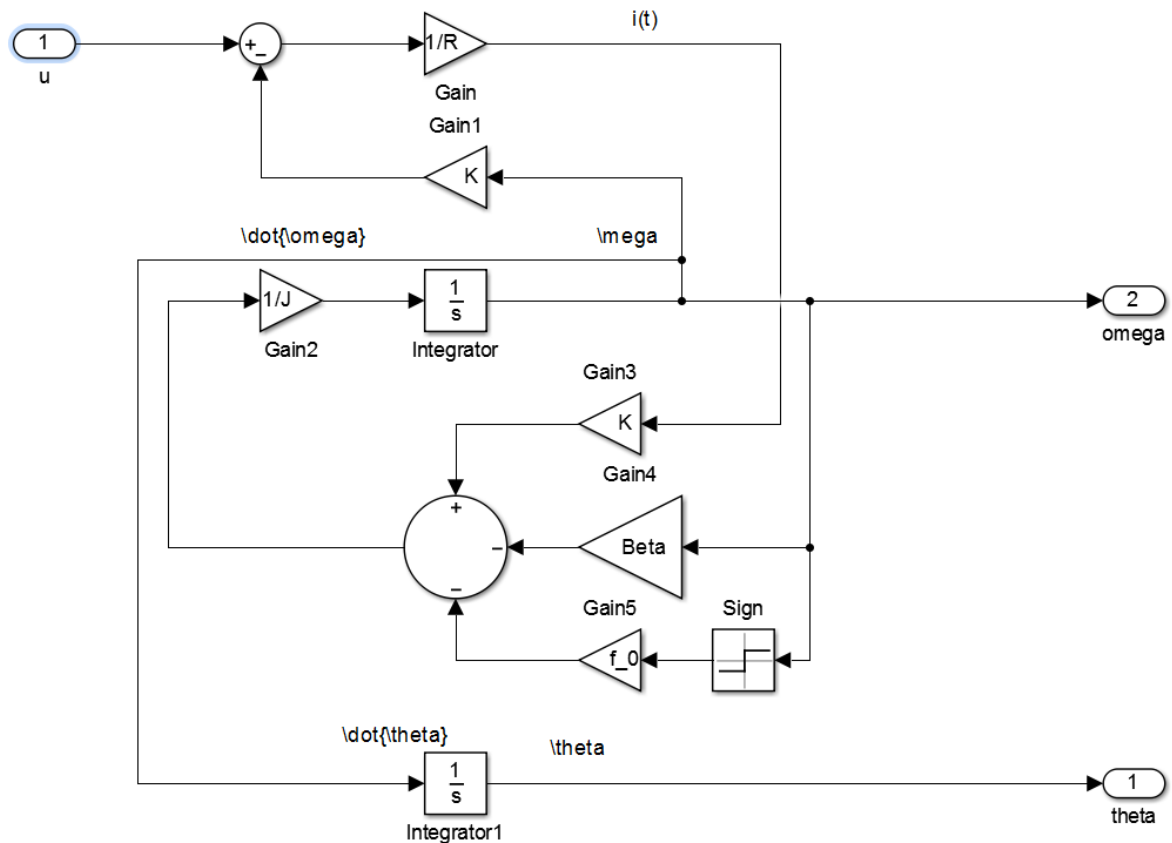 i(t)
1
u
+
-
1/R
Gain
Gain1
K
\dot{\omega}
\mega
1/J
Gain2
1
s
Integrator
2
omega
Gain3
K
Gain4
+
-
-
Beta
Gain5
Sign
f_0
\dot{\theta}
\theta
1
s
Integrator1
1
theta